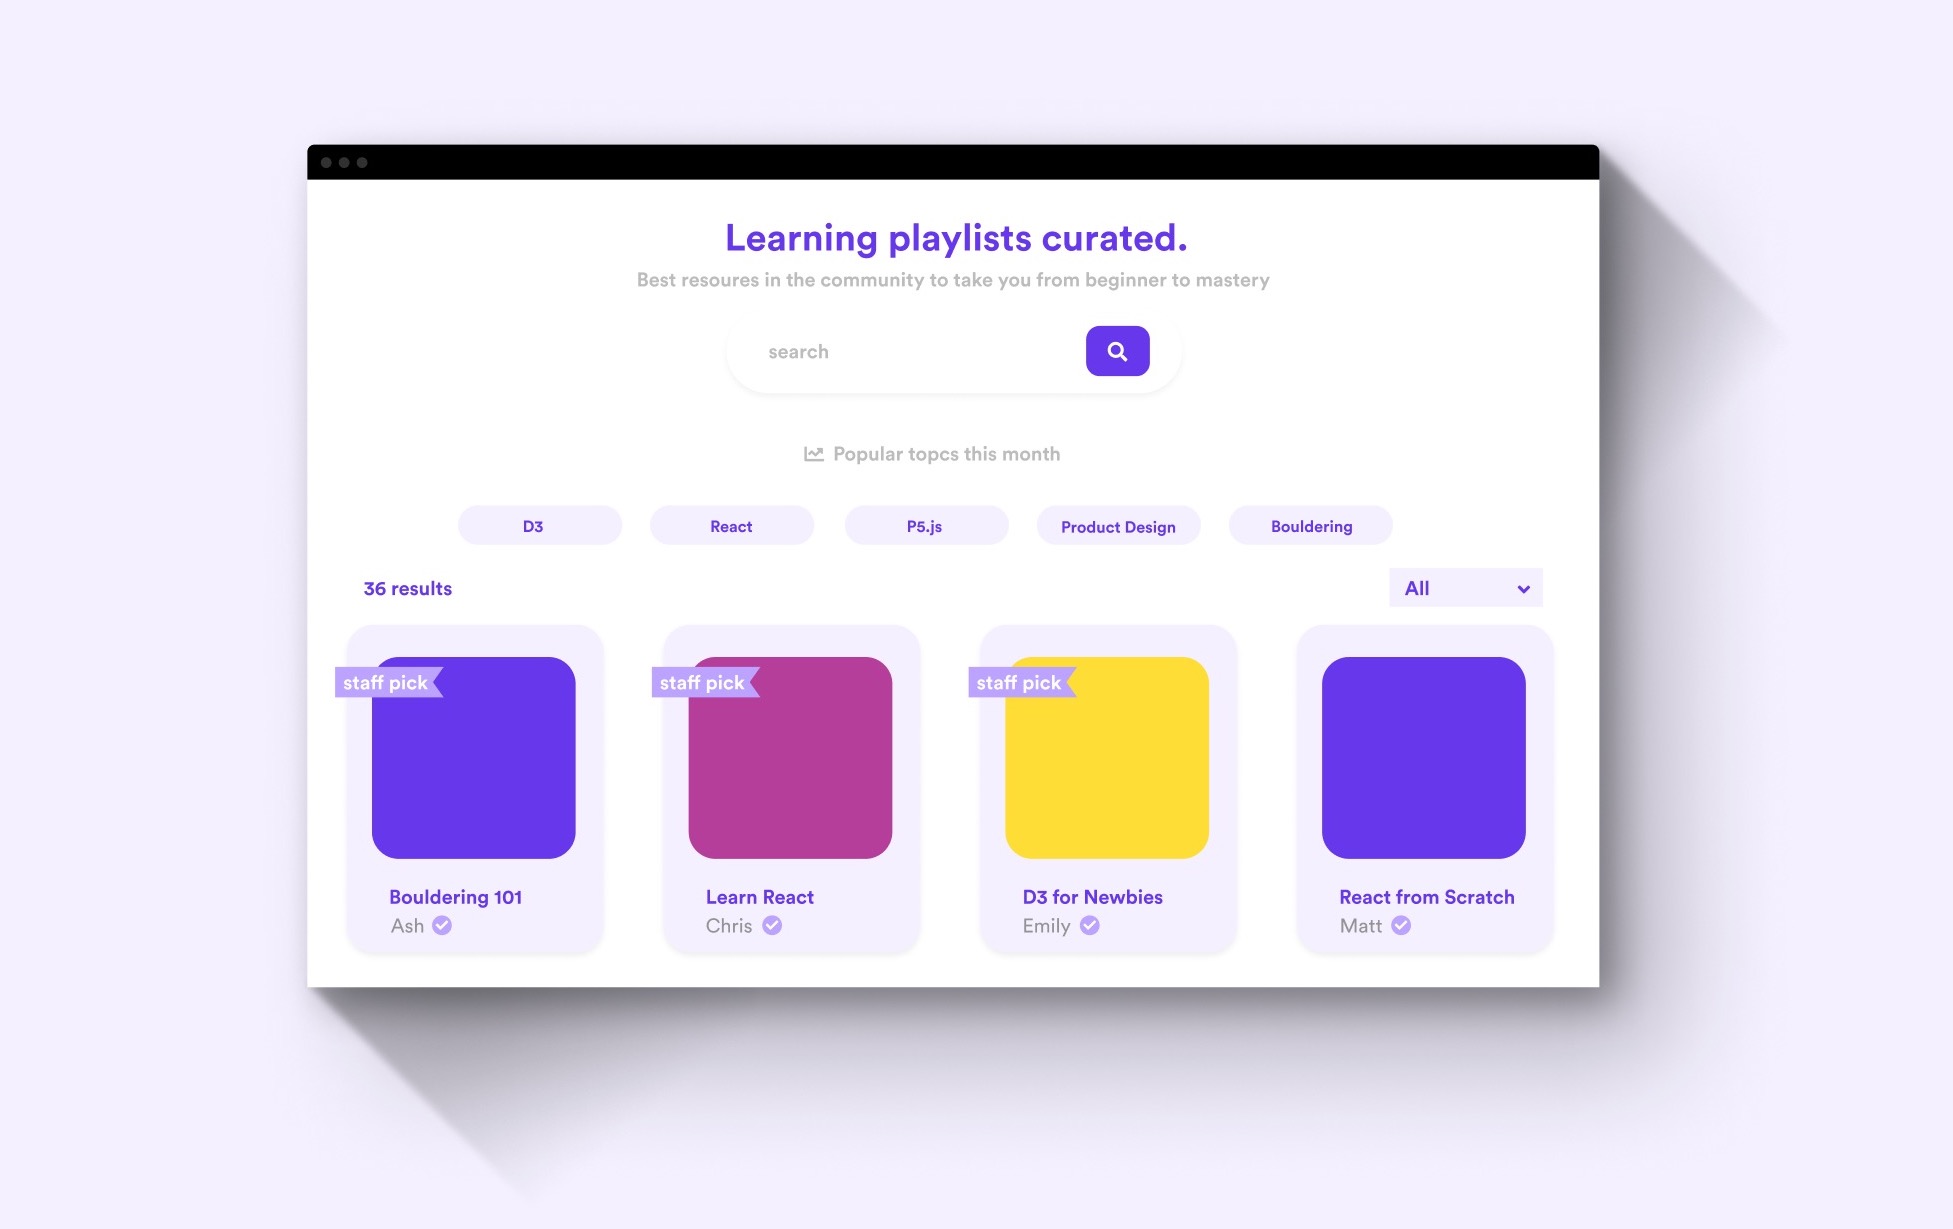 Learning playlists curated.
Best resoures in the community to take you from beginner to mastery
search
Popular topcs this month
D3 React P5.js Product Design Bouldering
36 results All
staff pick staff pick staff pick
Bouldering 101 Learn React D3 for Newbies React from Scratch
Ash Chris Emily Matt